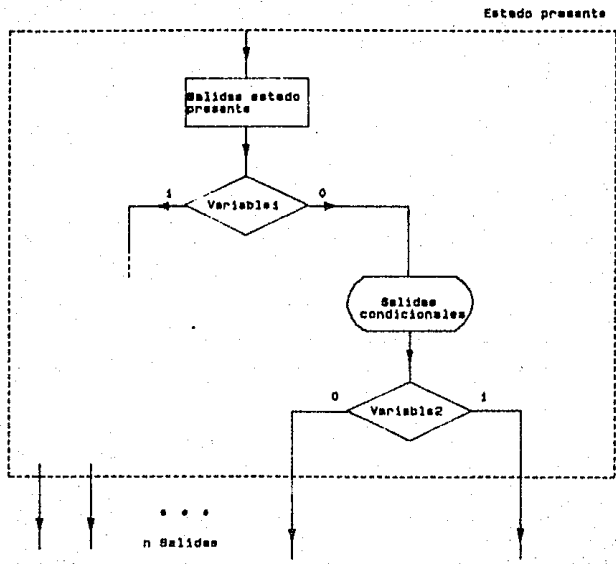 Estado presente
Salidas estado
presente
1
0
Variable1
Salidas
condicionales
0
1
Variable2
n Salidas